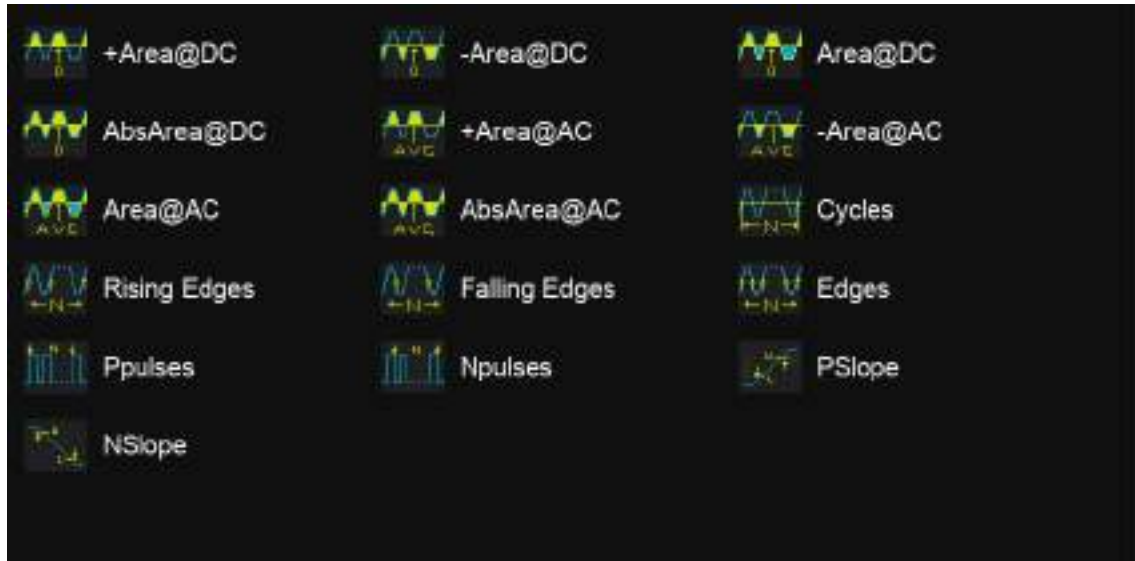 +Area@DC -Area@DC Area@DC
AbsArea@DC +Area@AC -Area@AC
Area@AC AbsArea@AC Cycles
Rising Edges Falling Edges Edges
Ppulses Npulses PSlope
NSlope